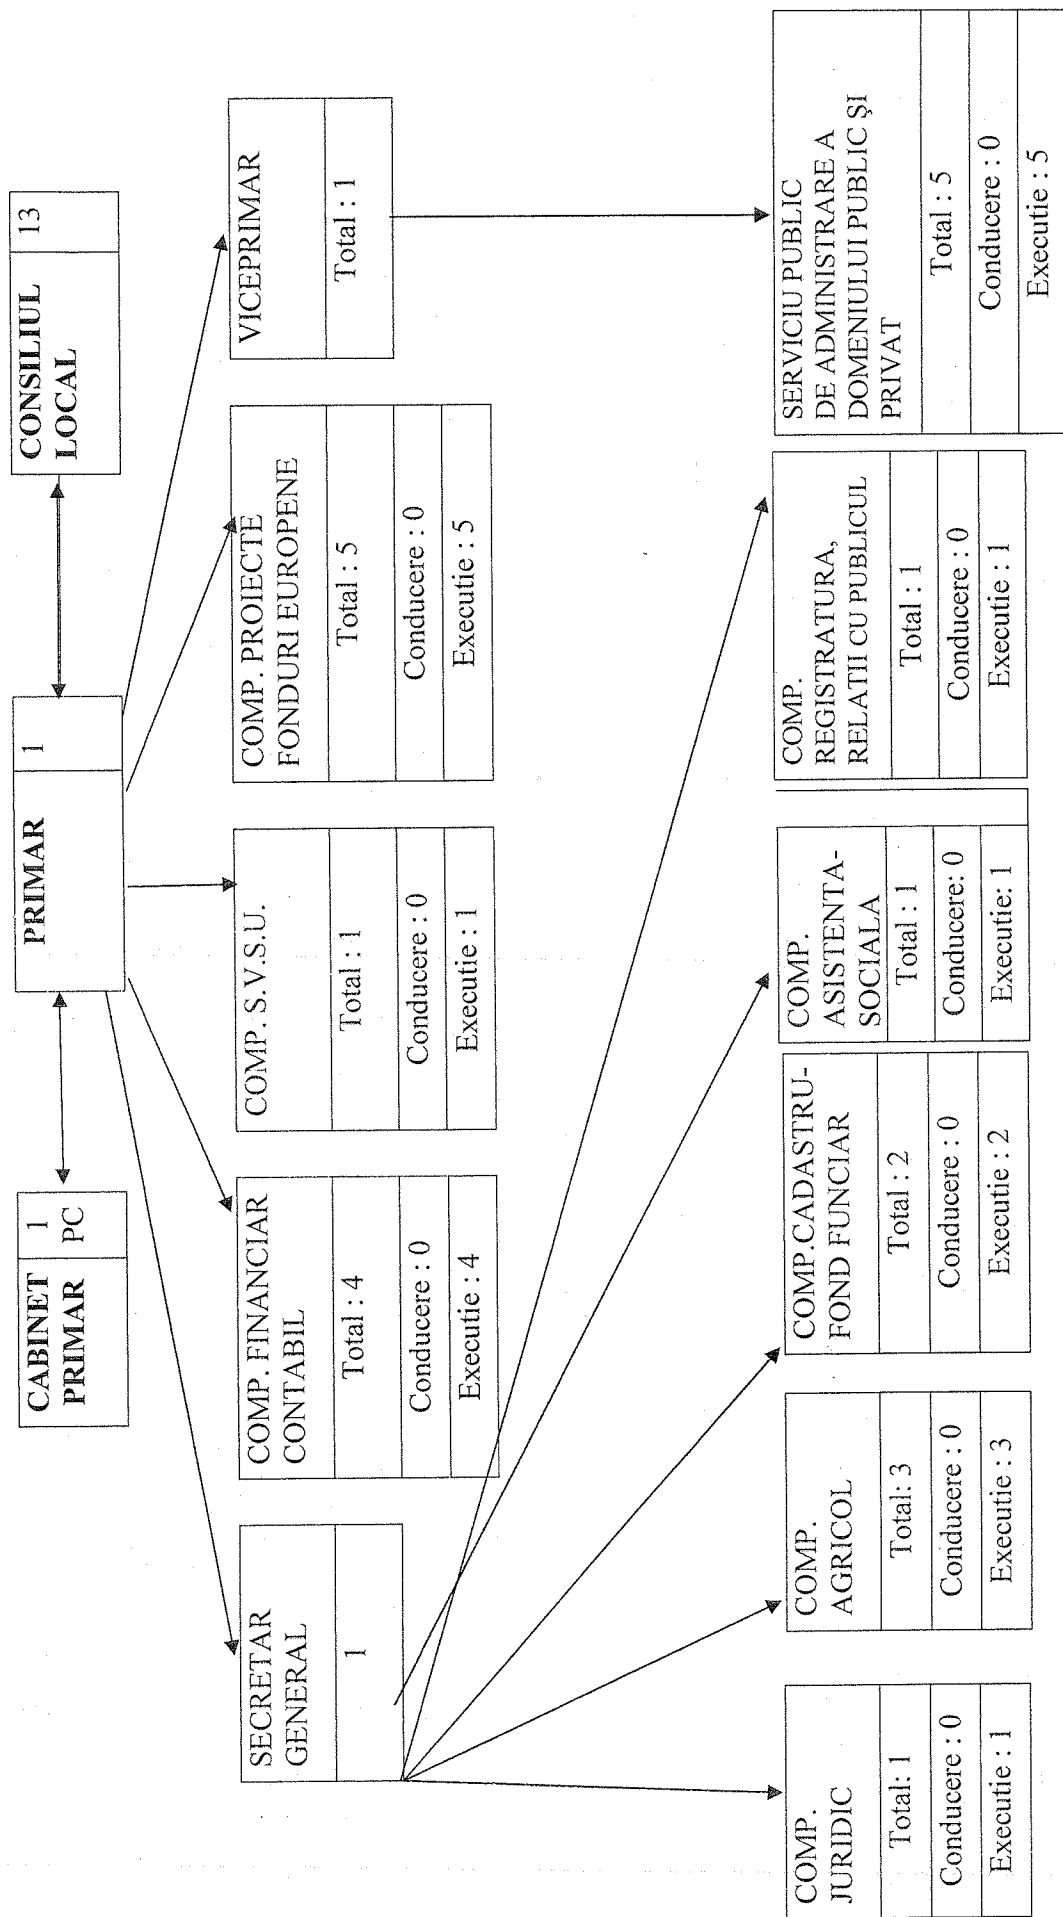 CABINET
PRIMAR
1
PC
PRIMAR
1
CONSILIUL
LOCAL
13
SECRETAR
GENERAL
1
COMP. FINANCIAR
CONTABIL
Total : 4
Conducere : 0
Executie : 4
COMP. S.V.S.U.
Total : 1
Conducere : 0
Executie : 1
COMP. PROIECTE
FONDURI EUROPENE
Total : 5
Conducere : 0
Executie : 5
VICEPRIMAR
Total : 1
COMP.
JURIDIC
Total: 1
Conducere : 0
Executie : 1
COMP.
AGRICOL
Total: 3
Conducere : 0
Executie : 3
COMP.CADASTRU-
FOND FUNCIAR
Total : 2
Conducere : 0
Executie : 2
COMP.
ASISTENTA-
SOCIALA
Total : 1
Conducere: 0
Executie: 1
COMP.
REGISTRATURA,
RELATII CU PUBLICUL
Total : 1
Conducere : 0
Executie : 1
SERVICIU PUBLIC
DE ADMINISTRARE A
DOMENIULUI PUBLIC ŞI
PRIVAT
Total : 5
Conducere : 0
Executie : 5